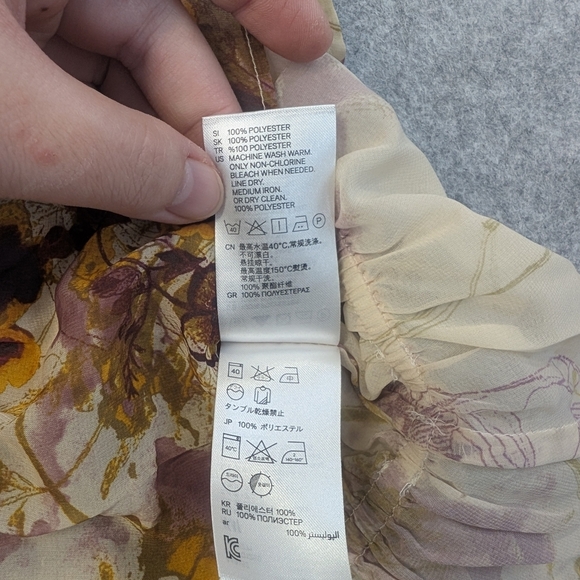 SI 100% POLYESTER
SK 100% POLYESTER
TR %100 POLYESTER
US MACHINE WASH WARM.
ONLY NON-CHLORINE
BLEACH WHEN NEEDED.
LINE DRY.
MEDIUM IRON.
OR DRY CLEAN.
100% POLYESTER
40 P
CN 最高水温40°C,常规洗涤.
不可漂白.
悬挂晾干.
最高温度150°C熨烫.
常规干洗.
100% 聚酯纤维
GR 100% ΠΟΛΥΕΣΤΕΡΑΣ
40 中
タンブル乾燥禁止
JP 100% ポリエステル
40°C
KR 폴리에스터 100%
RU 100% ПОЛИЭСТЕР
ar 100% البوليستر